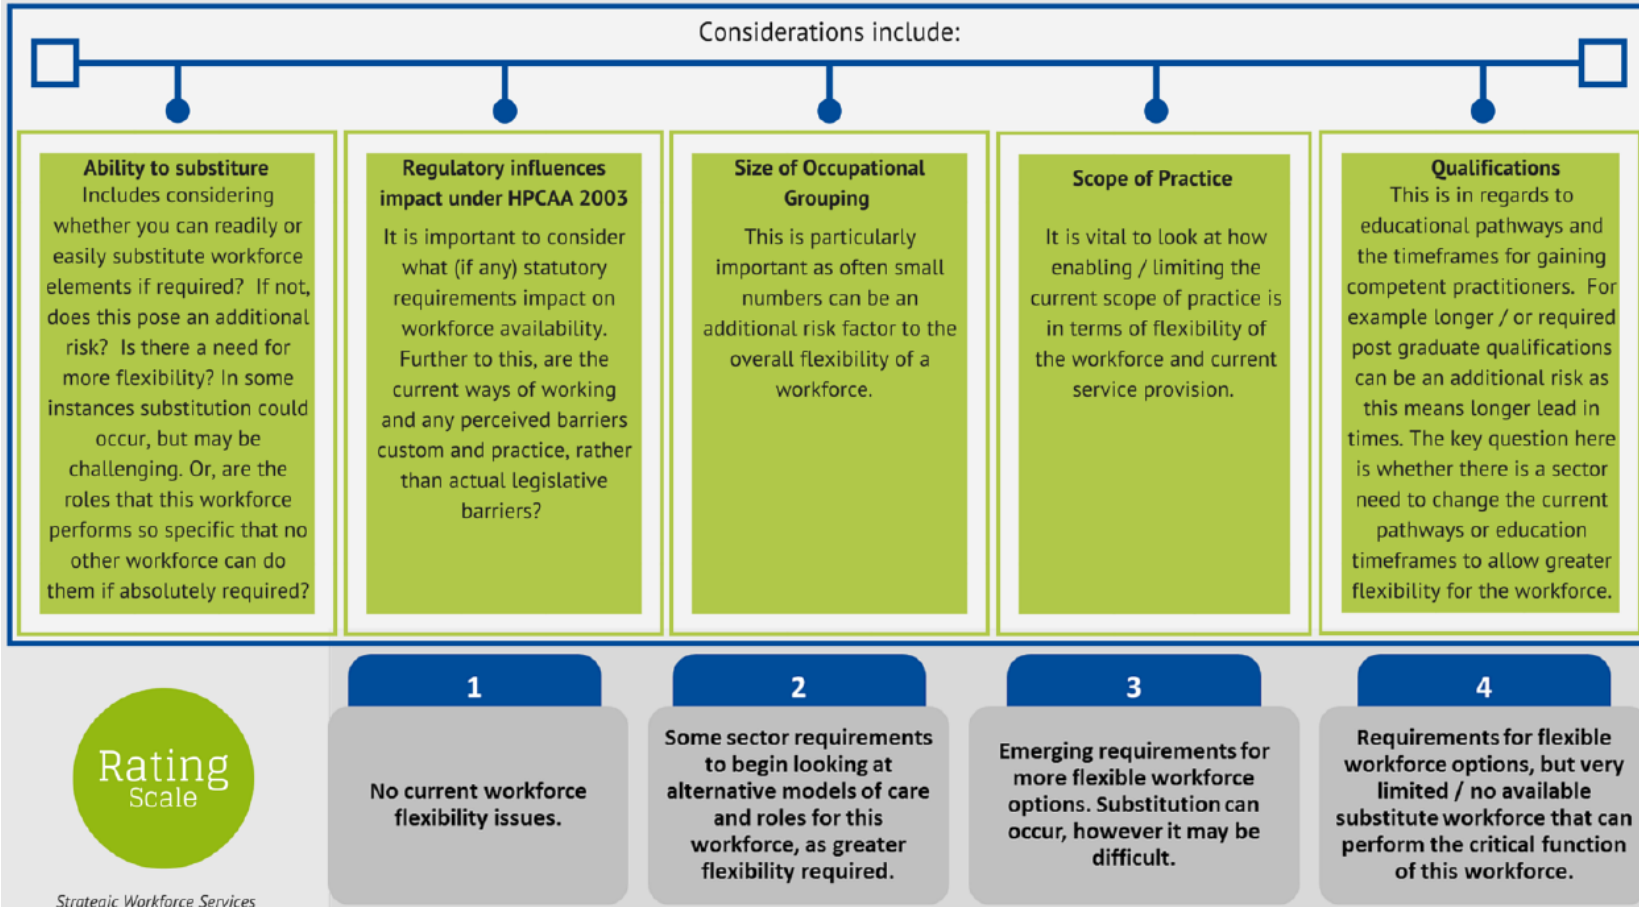 Considerations include:
Ability to substiture
Includes considering
whether you can readily or
easily substitute workforce
elements if required?  If not,
does this pose an additional
risk?  Is there a need for
more flexibility? In some
instances substitution could
occur, but may be
challenging. Or, are the
roles that this workforce
performs so specific that no
other workforce can do
them if absolutely required?
Regulatory influences
impact under HPCAA 2003
It is important to consider
what (if any) statutory
requirements impact on
workforce availability.
Further to this, are the
current ways of working
and any perceived barriers
custom and practice, rather
than actual legislative
barriers?
Size of Occupational
Grouping
This is particularly
important as often small
numbers can be an
additional risk factor to the
overall flexibility of a
workforce.
Scope of Practice
It is vital to look at how
enabling / limiting the
current scope of practice is
in terms of flexibility of
the workforce and current
service provision.
Qualifications
This is in regards to
educational pathways and
the timeframes for gaining
competent practitioners.  For
example longer / or required
post graduate qualifications
can be an additional risk as
this means longer lead in
times. The key question here
is whether there is a sector
need to change the current
pathways or education
timeframes to allow greater
flexibility for the workforce.
Rating
Scale
Strategic Workforce Services
1
No current workforce
flexibility issues.
2
Some sector requirements
to begin looking at
alternative models of care
and roles for this
workforce, as greater
flexibility required.
3
Emerging requirements for
more flexible workforce
options. Substitution can
occur, however it may be
difficult.
4
Requirements for flexible
workforce options, but very
limited / no available
substitute workforce that can
perform the critical function
of this workforce.